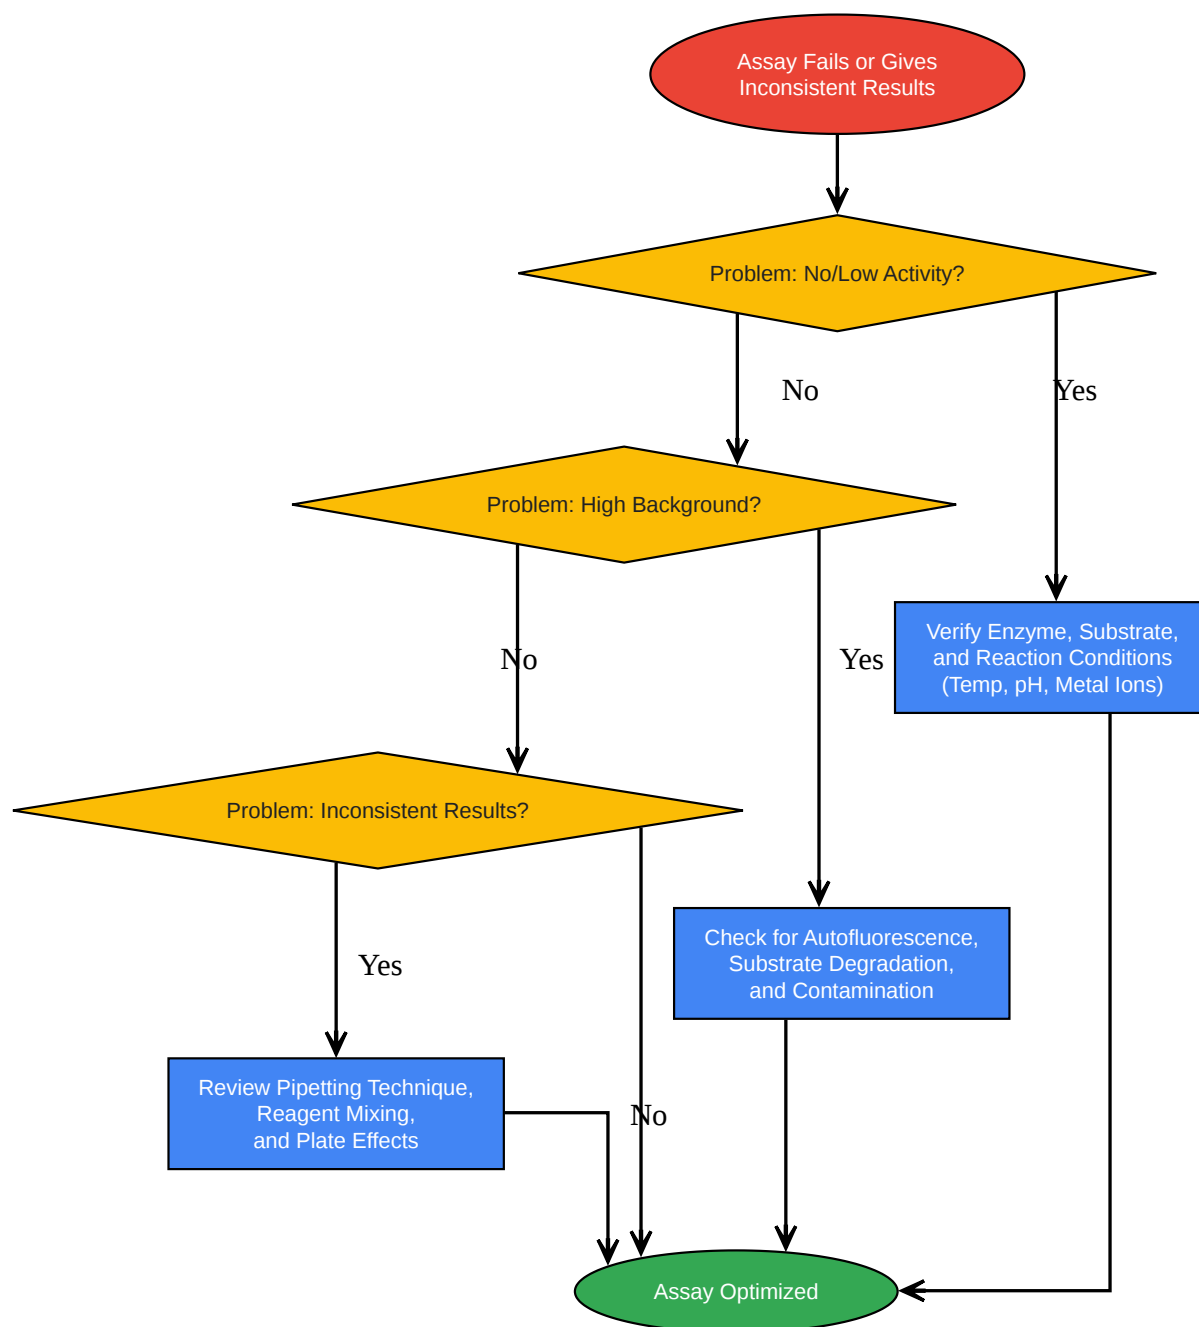 Assay Fails or Gives
Inconsistent Results
Problem: No/Low Activity?
No
Yes
Problem: High Background?
No
Yes
Verify Enzyme, Substrate,
and Reaction Conditions
(Temp, pH, Metal Ions)
Problem: Inconsistent Results?
Yes
No
Check for Autofluorescence,
Substrate Degradation,
and Contamination
Review Pipetting Technique,
Reagent Mixing,
and Plate Effects
Assay Optimized